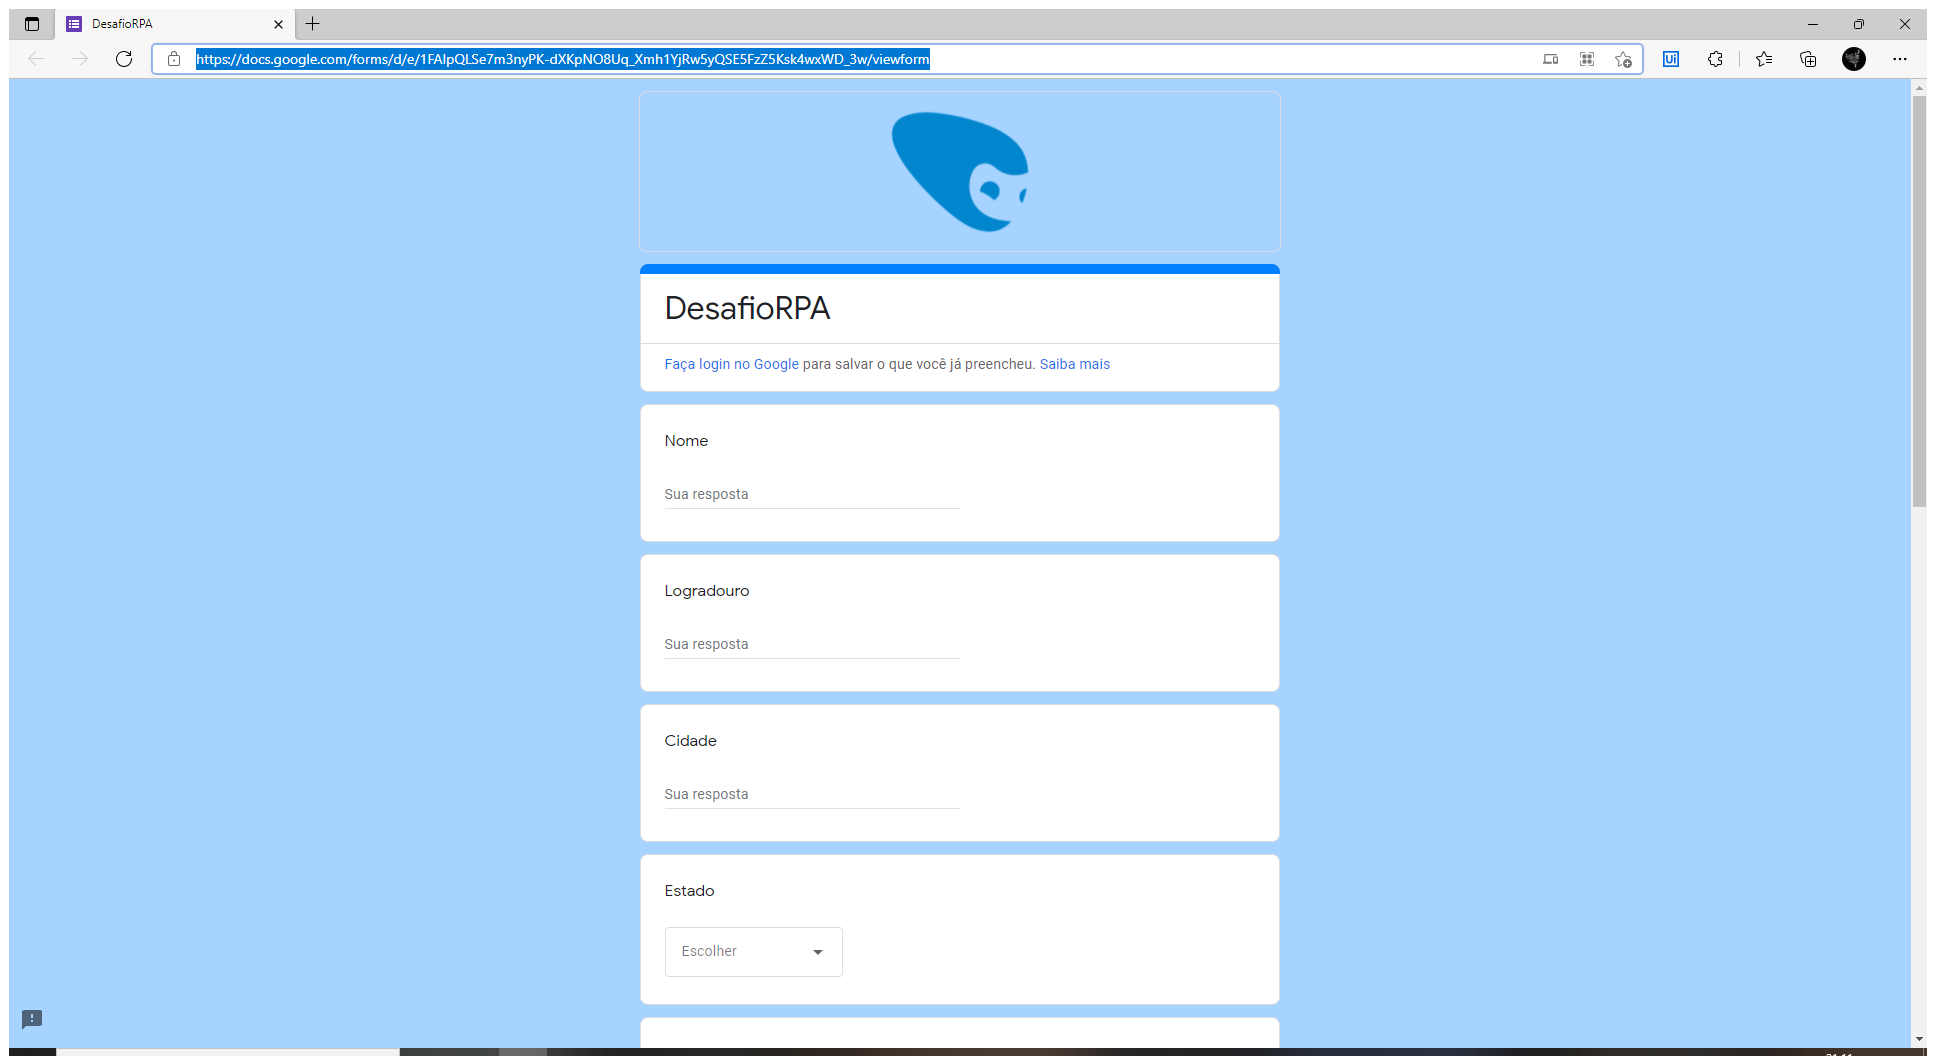 DesafioRPA
https://docs.google.com/forms/d/e/1FAIpQLSe7m3nyPK-dXKpNO8Uq_Xmh1YjRw5yQSE5FzZ5Ksk4wxWD_3w/viewform
Ui
DesafioRPA
Faça login no Google para salvar o que você já preencheu. Saiba mais
Nome
Sua resposta
Logradouro
Sua resposta
Cidade
Sua resposta
Estado
Escolher